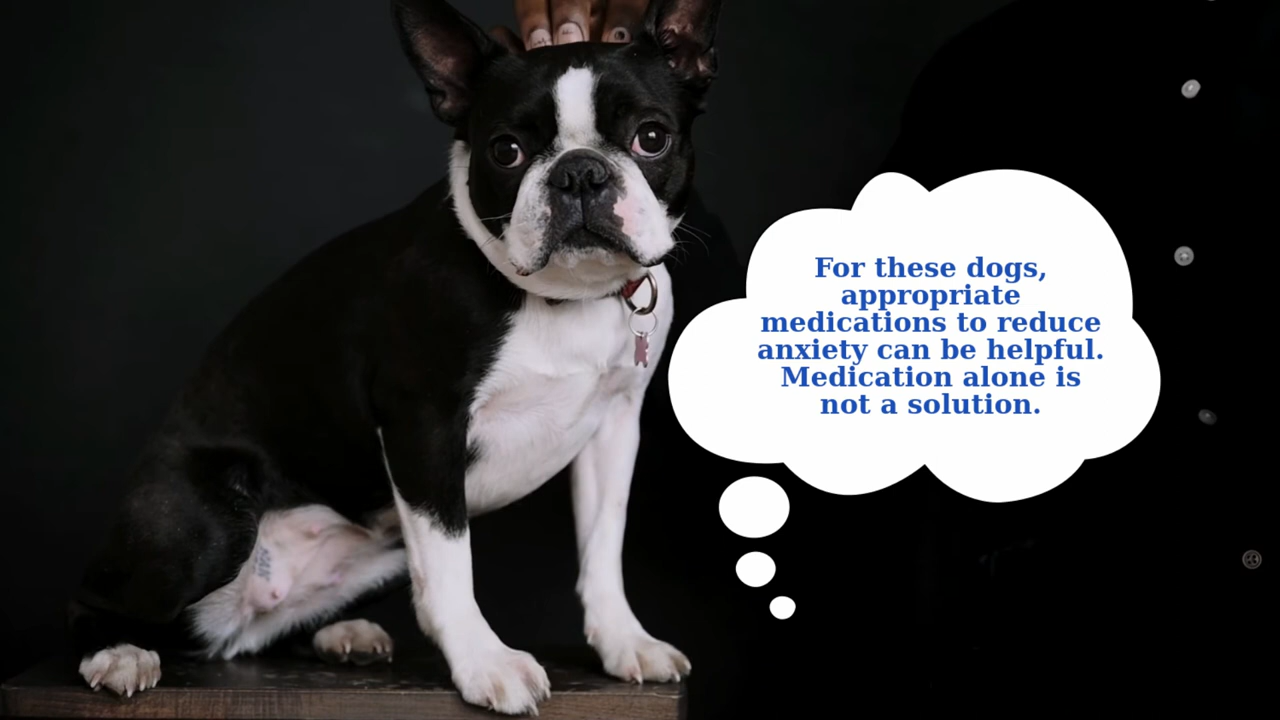 For these dogs,
appropriate
medications to reduce
anxiety can be helpful.
Medication alone is
not a solution.